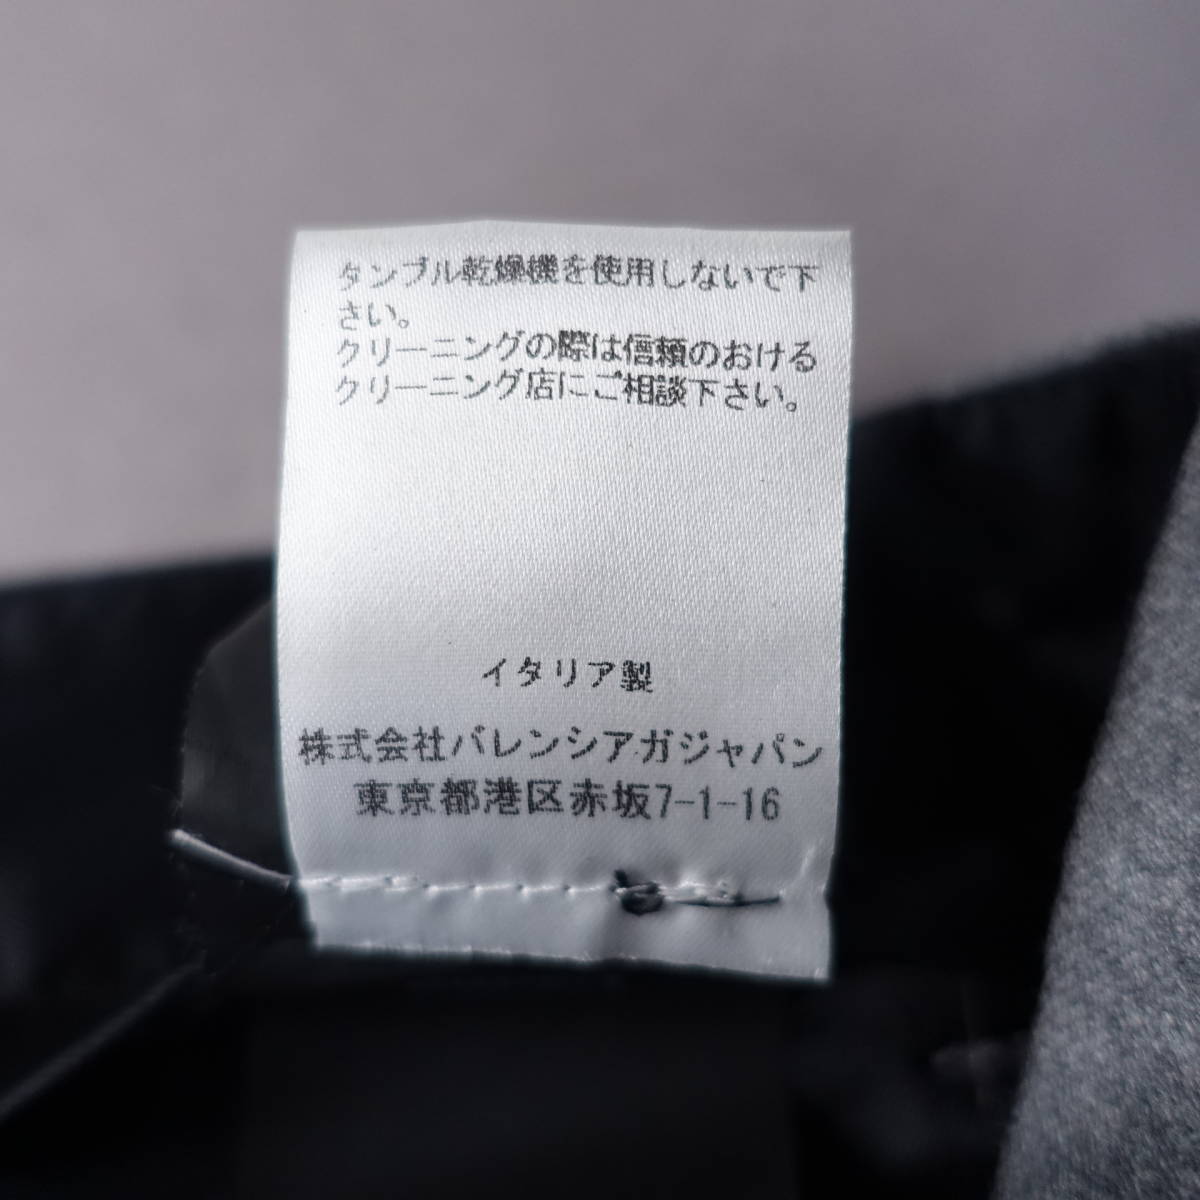 タンブル乾燥機を使用しないで下
さい。
クリーニングの際は信頼のおける
クリーニング店にご相談下さい。
イタリア製
株式会社バレンシアガジャパン
東京都港区赤坂7-1-16